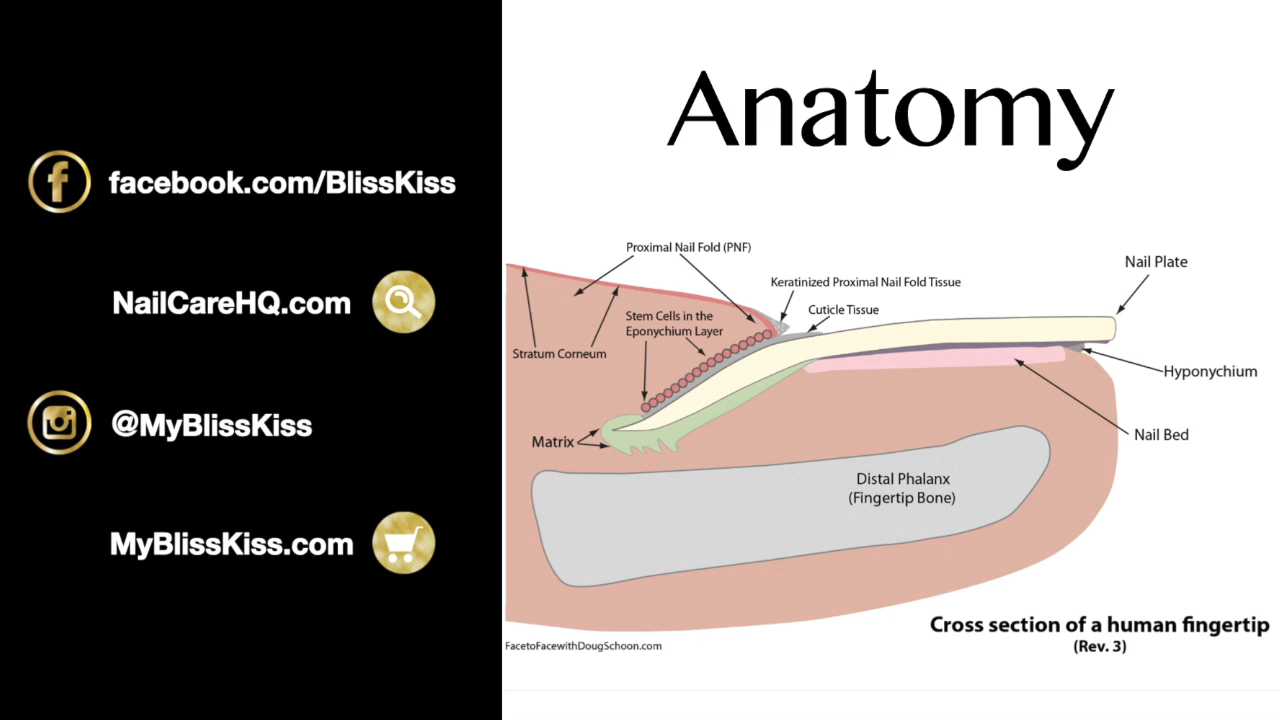 facebook.com/BlissKiss
NailCareHQ.com
@MyBlissKiss
MyBlissKiss.com
Anatomy
Proximal Nail Fold (PNF)
Nail Plate
Keratinized Proximal Nail Fold Tissue
Cuticle Tissue
Stem Cells in the
Eponychium Layer
Stratum Corneum
Hyponychium
Nail Bed
Matrix
Distal Phalanx
(Fingertip Bone)
Cross section of a human fingertip
(Rev. 3)
FacetoFacewithDougSchoon.com